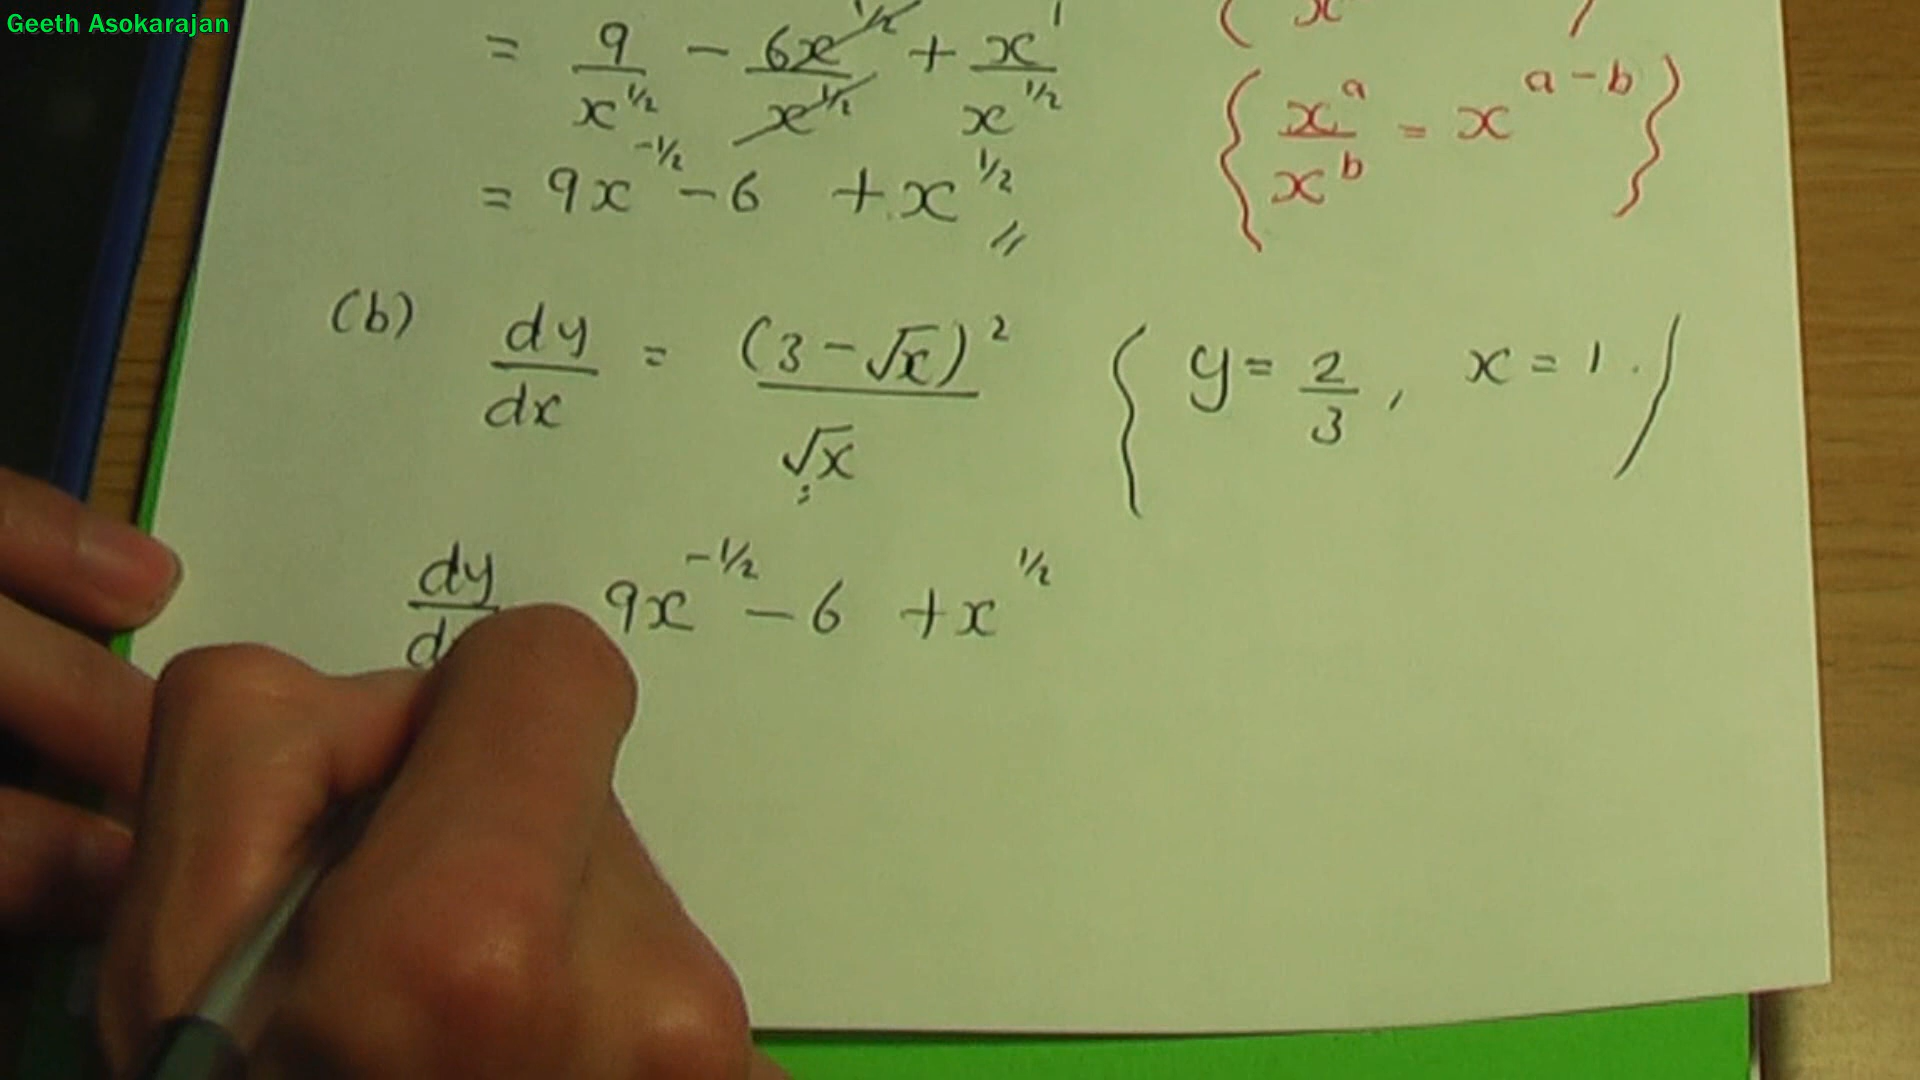 Geeth Asokarajan
= 9/x^1/2 - 6x^1/2/x^1/2 + x^1/x^1/2
= 9x^-1/2 - 6 + x^1/2 //
( x )
{ x^a/x^b = x^a-b }
(b) dy/dx = (3-√x)^2/√x { y = 2/3, x = 1. }
dy/d 9x^-1/2 - 6 + x^1/2